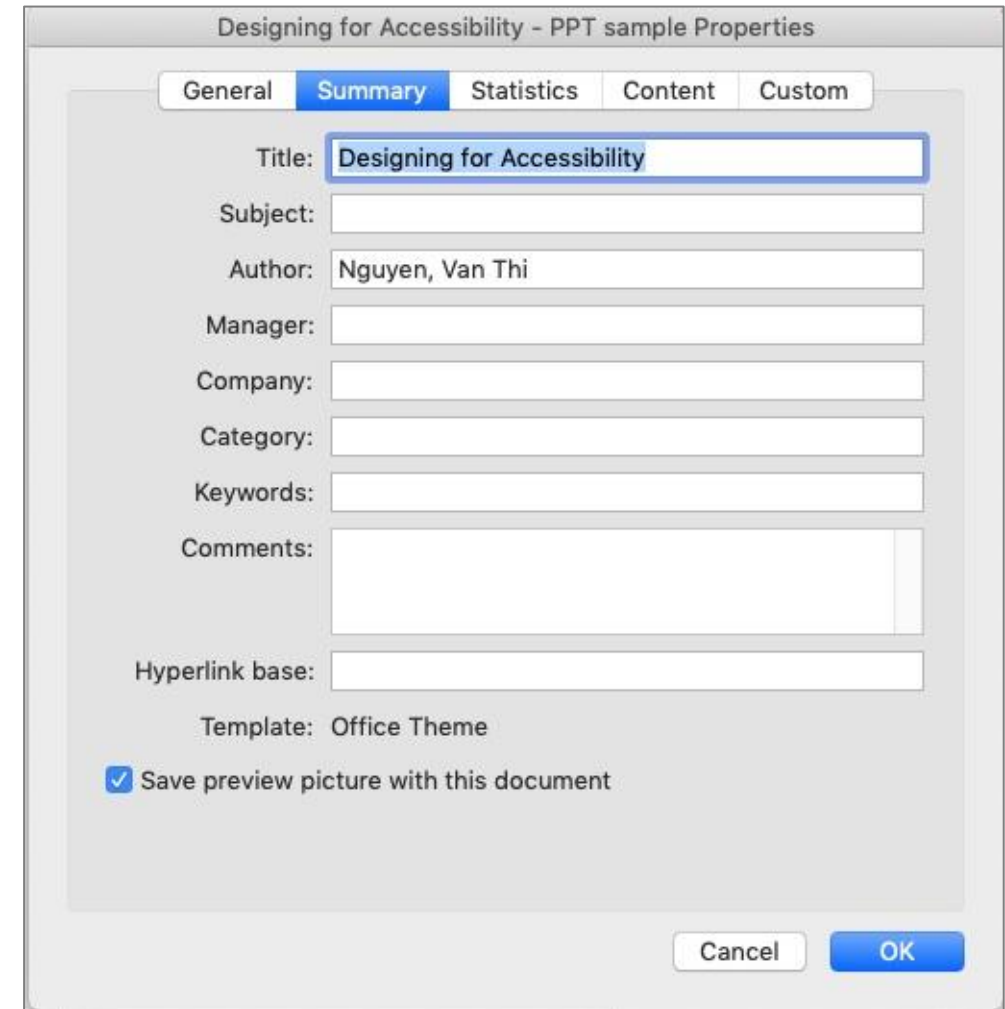 Designing for Accessibility - PPT sample Properties
General Summary Statistics Content Custom
Title: Designing for Accessibility
Subject:
Author: Nguyen, Van Thi
Manager:
Company:
Category:
Keywords:
Comments:
Hyperlink base:
Template: Office Theme
Save preview picture with this document
Cancel OK